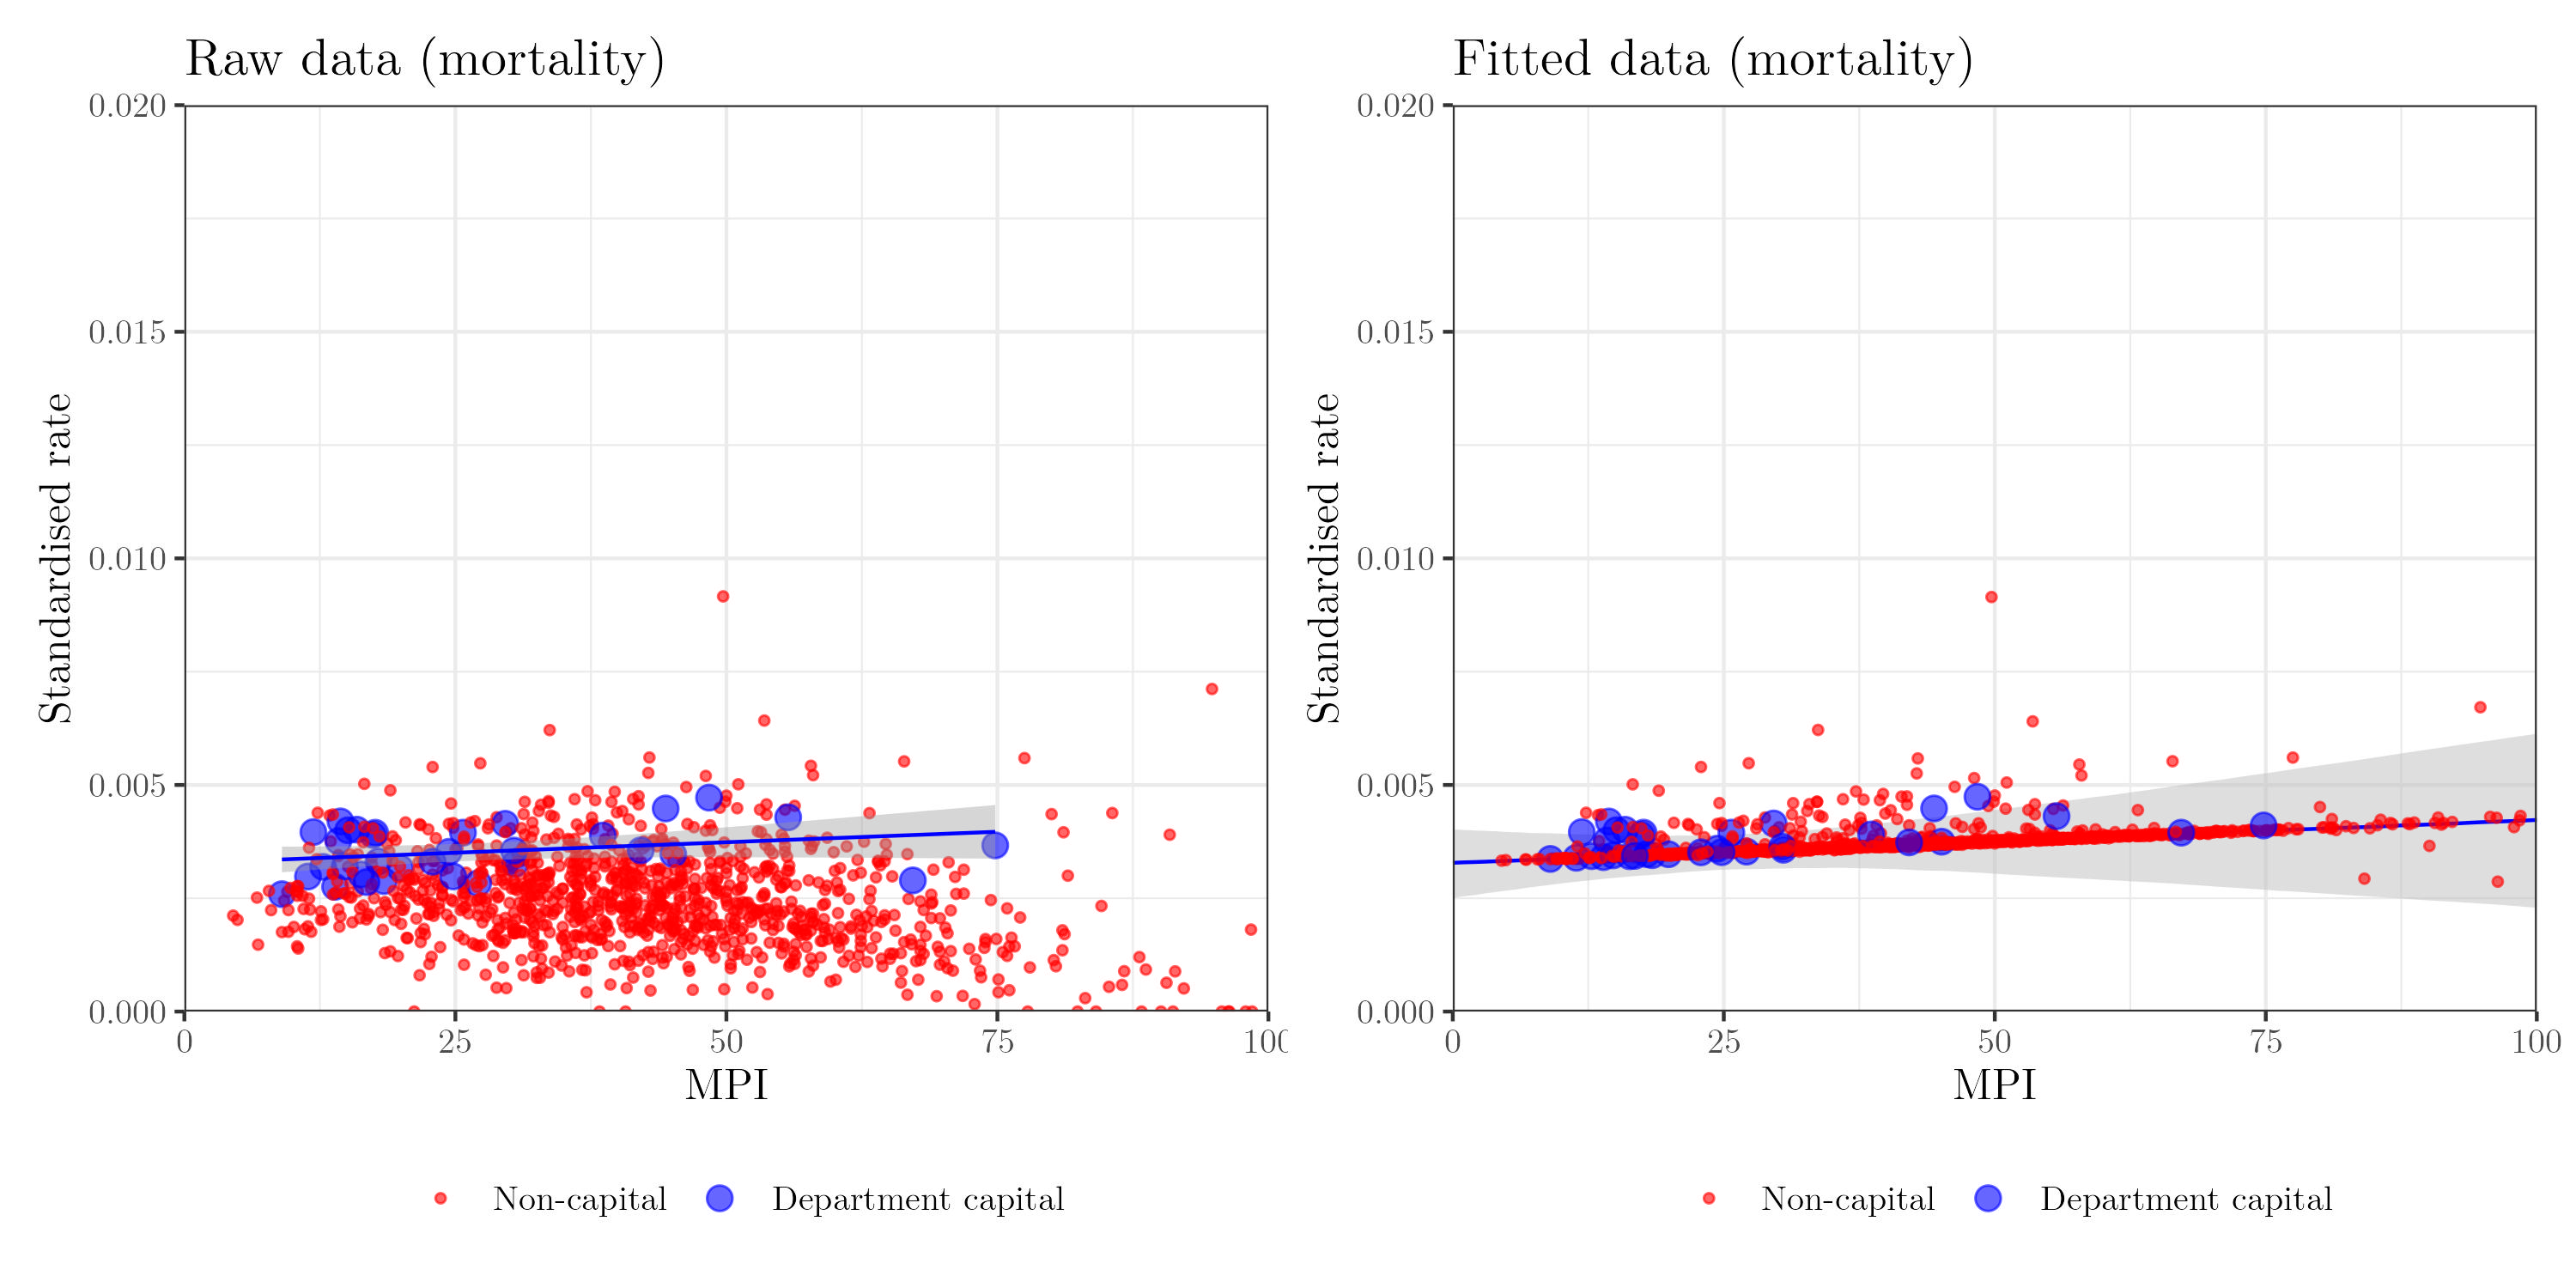 Raw data (mortality)
0.020
0.015
0.010
0.005
0.000
Standardised rate
0 25 50 75 100
MPI
Non-capital Department capital
Fitted data (mortality)
0.020
0.015
0.010
0.005
0.000
Standardised rate
0 25 50 75 100
MPI
Non-capital Department capital